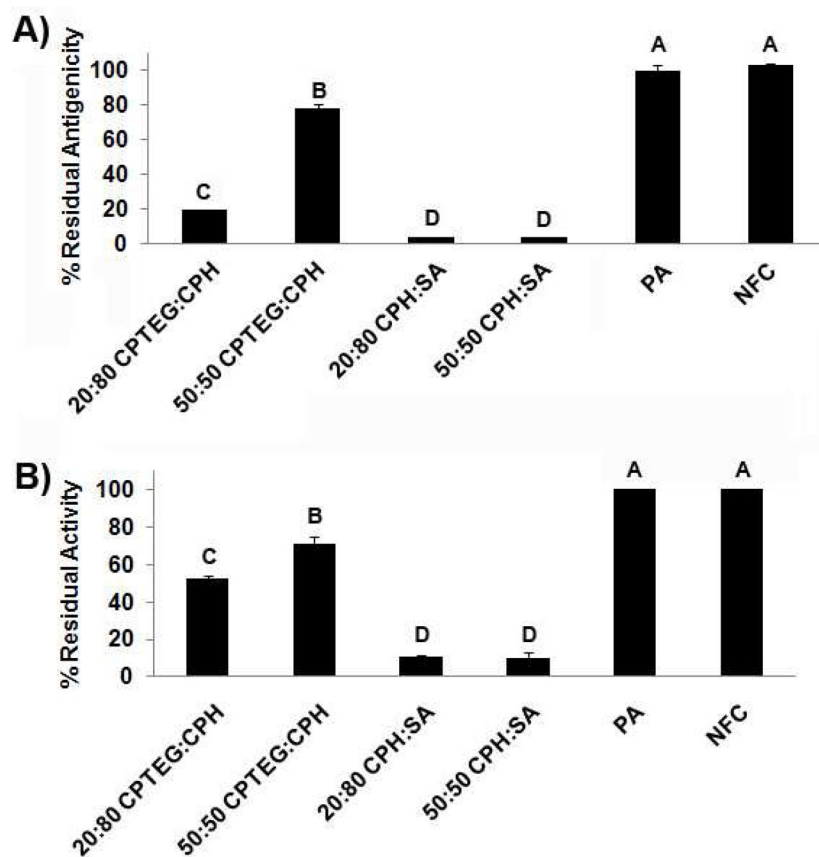 A)
% Residual Antigenicity
100
80
60
40
20
0
C
B
D
D
A
A
20:80 CPTEG:CPH
50:50 CPTEG:CPH
20:80 CPH:SA
50:50 CPH:SA
PA
NFC
B)
% Residual Activity
100
80
60
40
20
0
C
B
D
D
A
A
20:80 CPTEG:CPH
50:50 CPTEG:CPH
20:80 CPH:SA
50:50 CPH:SA
PA
NFC